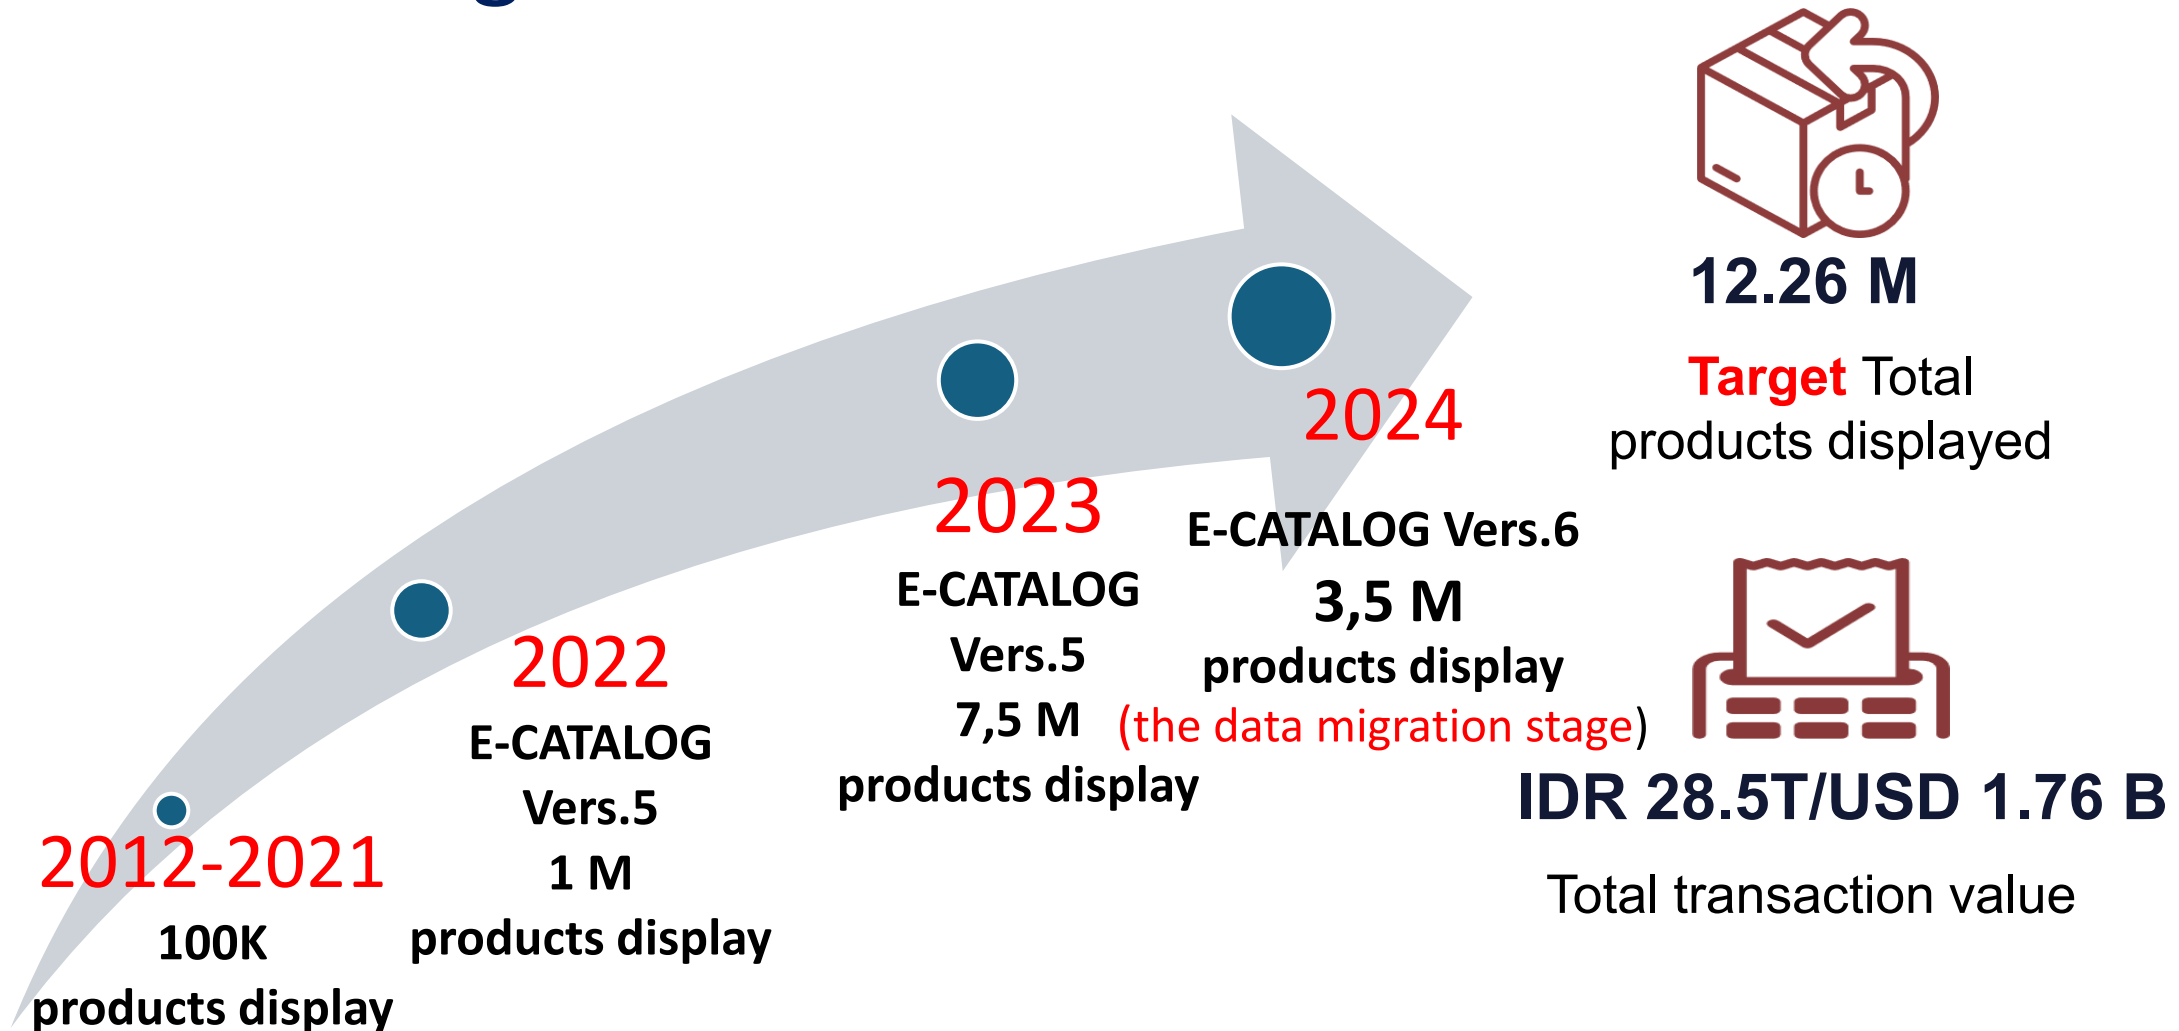 2012-2021
100K
products display
2022
E-CATALOG
Vers.5
1 M
products display
2023
E-CATALOG
Vers.5
7,5 M
products display
2024
E-CATALOG Vers.6
3,5 M
products display
(the data migration stage)
12.26 M
Target Total
products displayed
IDR 28.5T/USD 1.76 B
Total transaction value